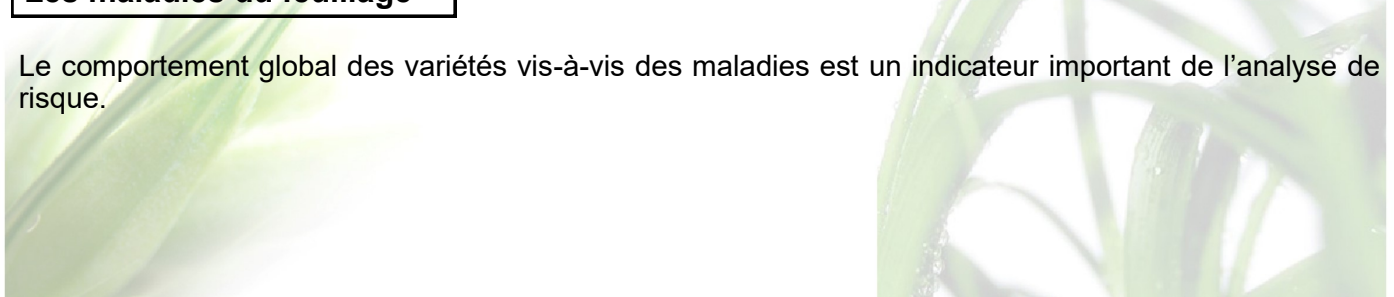 Les maladies du feuillage
Le comportement global des variétés vis-à-vis des maladies est un indicateur important de l’analyse de
risque.